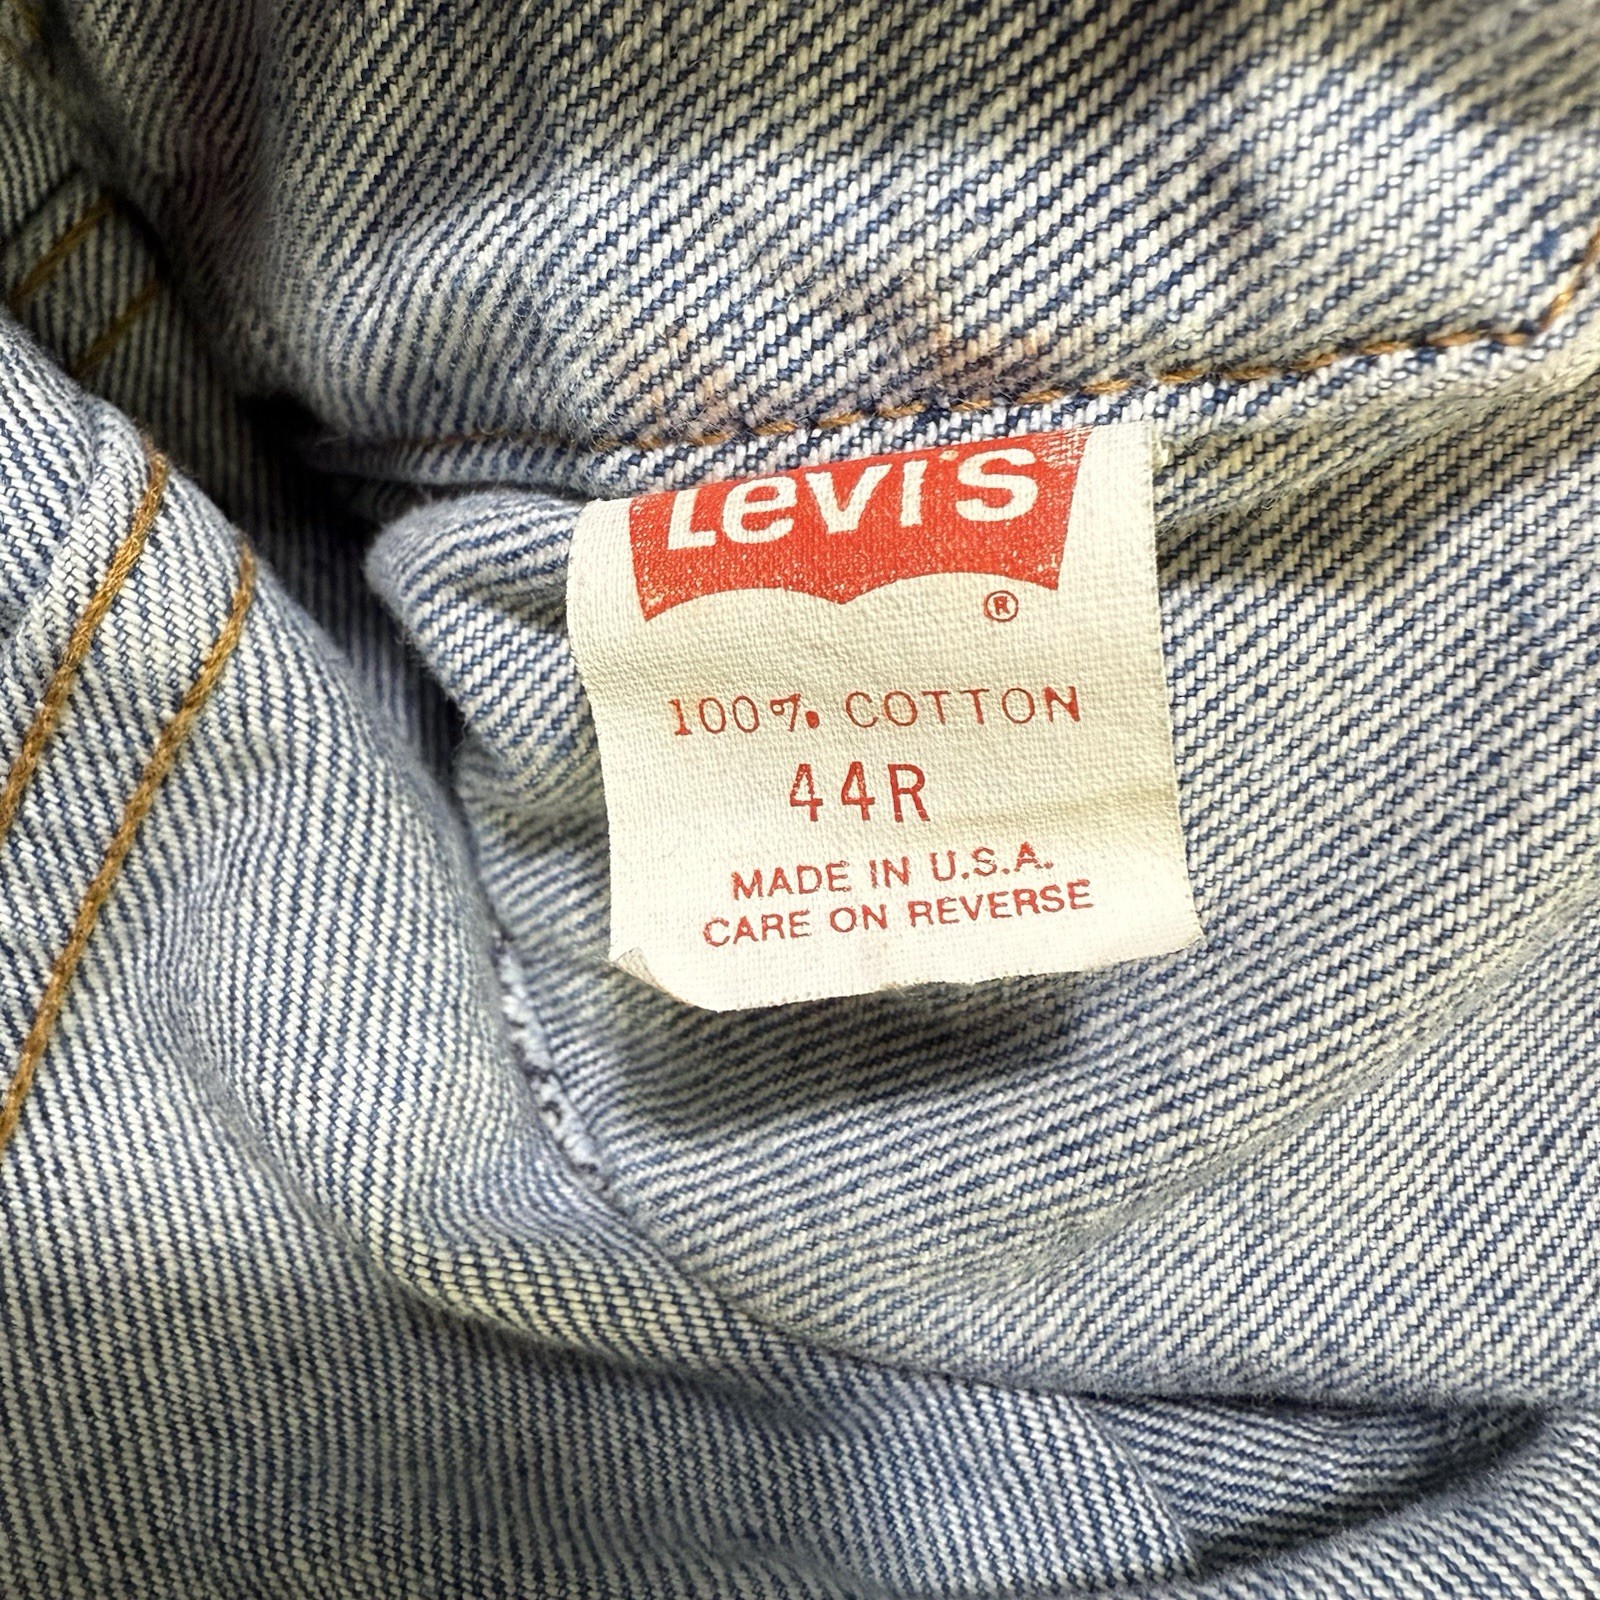 Levi's
®
100% COTTON
44R
MADE IN U.S.A.
CARE ON REVERSE